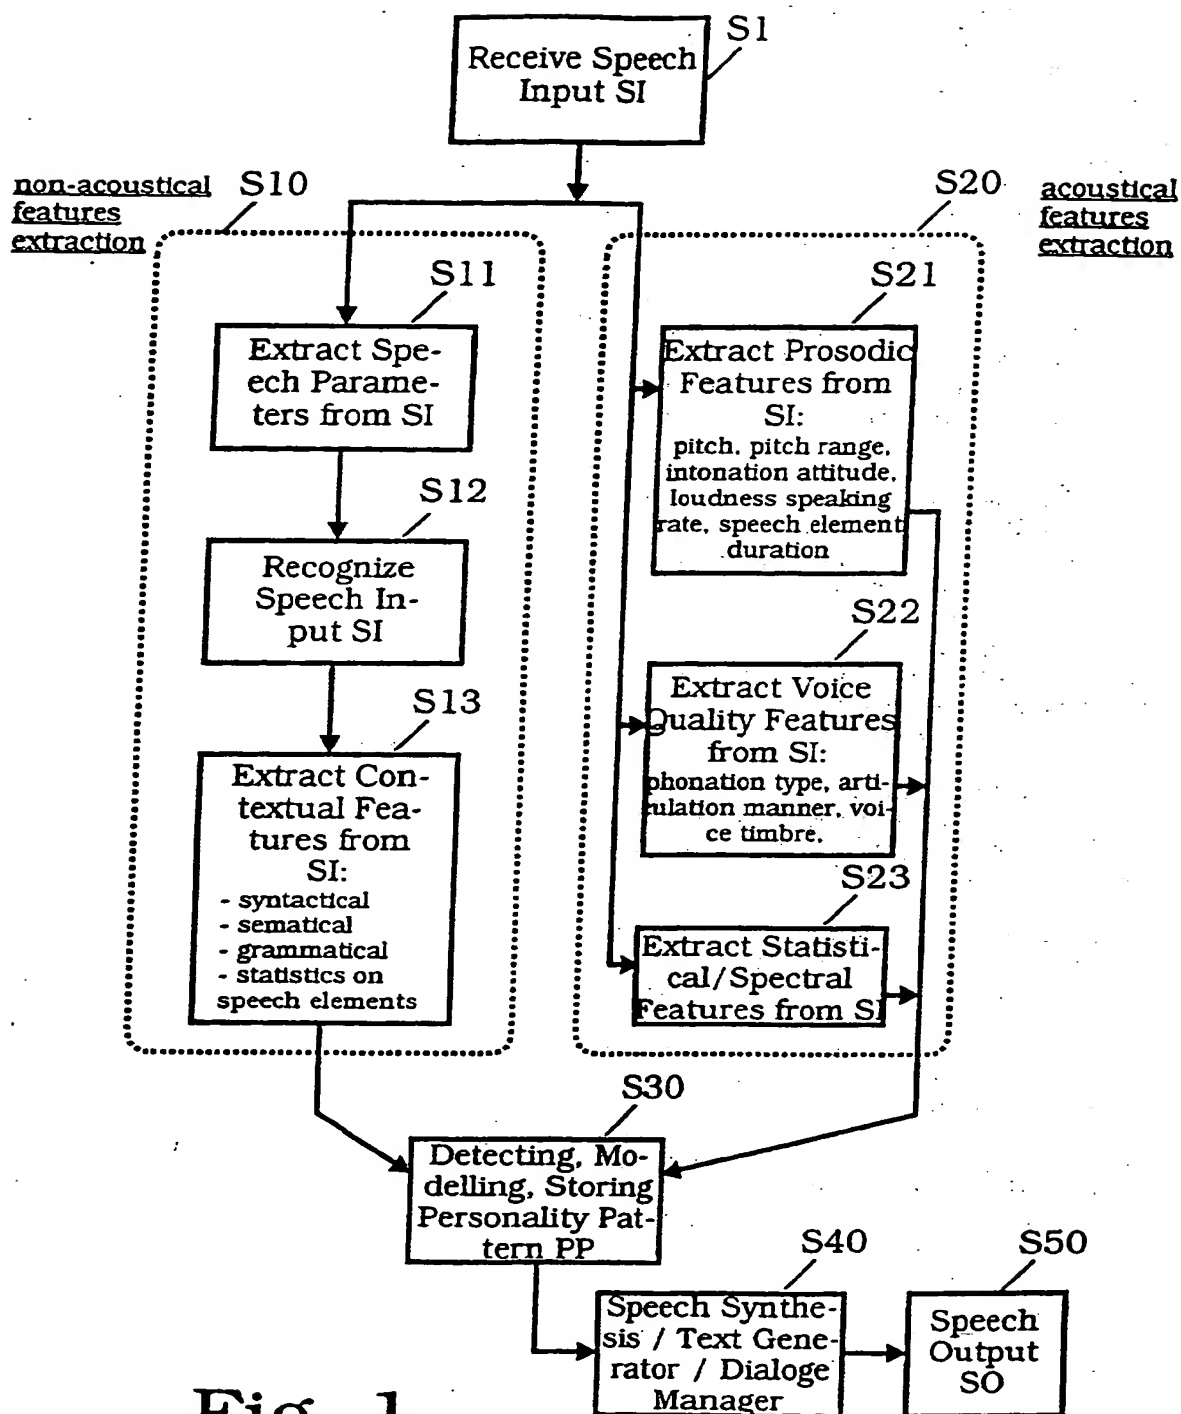 S1
Receive Speech
Input SI
non-acoustical
features
extraction
S10
S20
acoustical
features
extraction
S11
Extract Spe-
ech Parame-
ters from SI
S12
Recognize
Speech In-
put SI
S13
Extract Con-
textual Fea-
tures from
SI:
- syntactical
- sematical
- grammatical
- statistics on
speech elements
S21
Extract Prosodic
Features from
SI:
pitch, pitch range,
intonation attitude,
loudness speaking
rate, speech element
duration
S22
Extract Voice
Quality Features
from SI:
phonation type, arti-
culation manner, voi-
ce timbre,
S23
Extract Statisti-
cal/Spectral
Features from SI
S30
Detecting, Mo-
delling, Storing
Personality Pat-
tern PP
S40
Speech Synthe-
sis / Text Gene-
rator / Dialoge
Manager
S50
Speech
Output
SO
Fig. 1